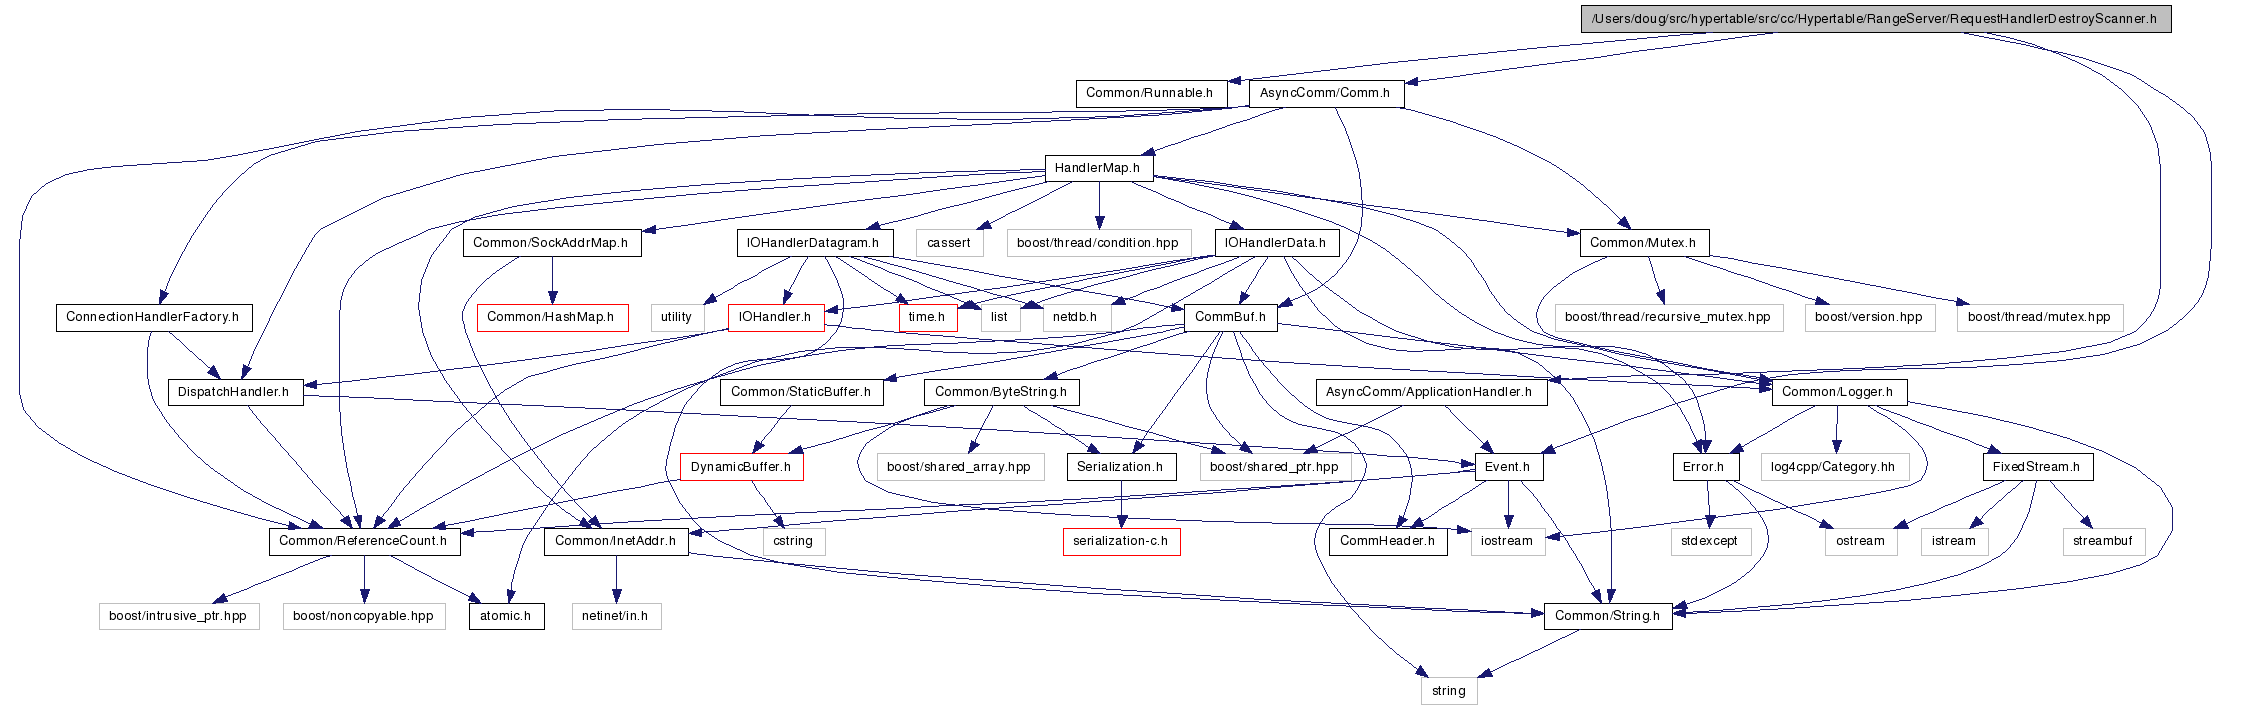 /Users/doug/src/hypertable/src/cc/Hypertable/RangeServer/RequestHandlerDestroyScanner.h
Common/Runnable.h
AsyncComm/Comm.h
HandlerMap.h
Common/SockAddrMap.h
IOHandlerDatagram.h
cassert
boost/thread/condition.hpp
IOHandlerData.h
Common/Mutex.h
ConnectionHandlerFactory.h
Common/HashMap.h
utility
IOHandler.h
time.h
list
netdb.h
CommBuf.h
boost/thread/recursive_mutex.hpp
boost/version.hpp
boost/thread/mutex.hpp
DispatchHandler.h
Common/StaticBuffer.h
Common/ByteString.h
AsyncComm/ApplicationHandler.h
Common/Logger.h
DynamicBuffer.h
boost/shared_array.hpp
Serialization.h
boost/shared_ptr.hpp
Event.h
Error.h
log4cpp/Category.hh
FixedStream.h
Common/ReferenceCount.h
Common/InetAddr.h
cstring
serialization-c.h
CommHeader.h
iostream
stdexcept
ostream
istream
streambuf
boost/intrusive_ptr.hpp
boost/noncopyable.hpp
atomic.h
netinet/in.h
Common/String.h
string